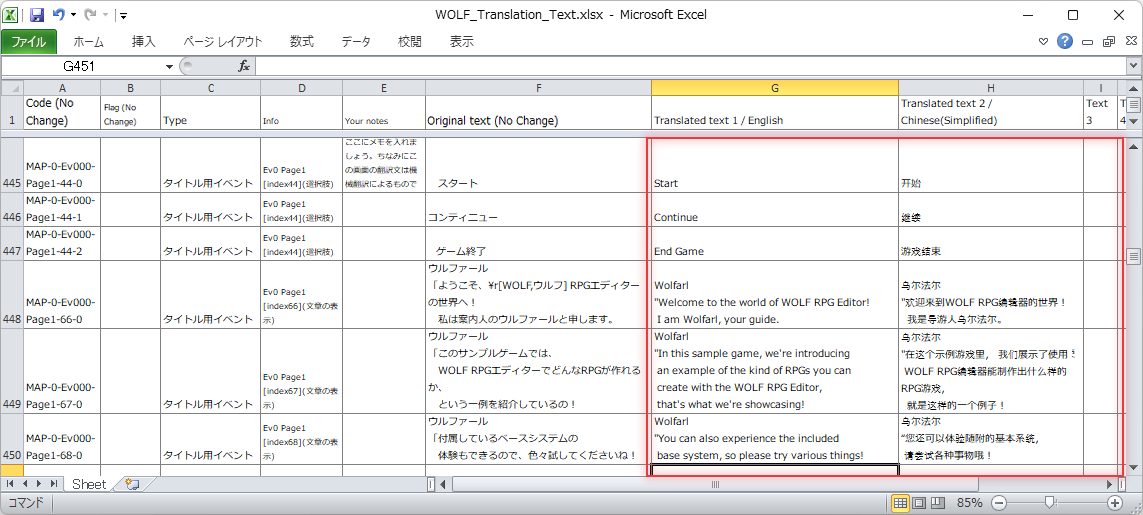 WOLF_Translation_Text.xlsx - Microsoft Excel
ファイル ホーム 挿入 ページ レイアウト 数式 データ 校閲 表示
G451 fx
A B C D E F G H I
1 Code (No Change) Flag (No Change) Type Info Your notes Original text (No Change) Translated text 1 / English Translated text 2 / Chinese(Simplified) Text 3 T 4
445 MAP-0-Ev000-Page1-44-0 タイトル用イベント Ev0 Page1 [index44](選択肢) ここにメモを入れましょう。ちなみにこの画面の翻訳文は機械翻訳によるもので スタート Start 开始
446 MAP-0-Ev000-Page1-44-1 タイトル用イベント Ev0 Page1 [index44](選択肢) コンティニュー Continue 继续
447 MAP-0-Ev000-Page1-44-2 タイトル用イベント Ev0 Page1 [index44](選択肢) ゲーム終了 End Game 游戏结束
448 MAP-0-Ev000-Page1-66-0 タイトル用イベント Ev0 Page1 [index66](文章の表示)
ウルファール
「ようこそ、¥r[WOLF,ウルフ] RPGエディター
の世界へ！
私は案内人のウルファールと申します。
Wolfarl
"Welcome to the world of WOLF RPG Editor!
I am Wolfarl, your guide.
乌尔法尔
"欢迎来到WOLF RPG编辑器的世界！
我是导游人乌尔法尔。
449 MAP-0-Ev000-Page1-67-0 タイトル用イベント Ev0 Page1 [index67](文章の表示)
ウルファール
「このサンプルゲームでは、
WOLF RPGエディターでどんなRPGが作れる
か、
という一例を紹介しているの！
Wolfarl
"In this sample game, we're introducing
an example of the kind of RPGs you can
create with the WOLF RPG Editor,
that's what we're showcasing!
乌尔法尔
"在这个示例游戏里， 我们展示了使用
WOLF RPG编辑器能制作出什么样的
RPG游戏，
就是这样的一个例子！
450 MAP-0-Ev000-Page1-68-0 タイトル用イベント Ev0 Page1 [index68](文章の表示)
ウルファール
「付属しているベースシステムの
体験もできるので、色々試してくださいね！
Wolfarl
"You can also experience the included
base system, so please try various things!
乌尔法尔
"您还可以体验随附的基本系统，
请尝试各种事物哦！
Sheet
コマンド 85%